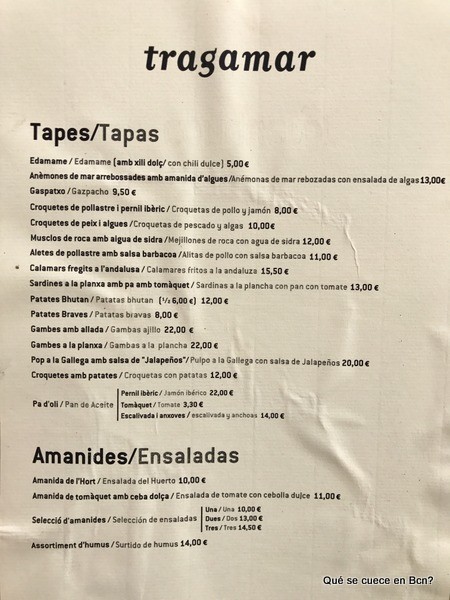 tragamar
Tapes/Tapas
Edamame / Edamame (amb xili dolç/ con chili dulce) 5,00 €
Anèmones de mar arrebossades amb amanida d'algues /Anémonas de mar rebozadas con ensalada de algas 13,00€
Gaspatxo / Gazpacho 9,50 €
Croquetes de pollastre i pernil ibèric / Croquetas de pollo y jamón 8,00 €
Croquetes de peix i algues / Croquetas de pescado y algas 10,00€
Musclos de roca amb aigua de sidra / Mejillones de roca con agua de sidra 12,00 €
Aletes de pollastre amb salsa barbacoa / Alitas de pollo con salsa barbacoa 11,00 €
* Calamars fregits a l'andalusa / Calamares fritos a la andaluza 15,50 €
Sardines a la planxa amb pa amb tomàquet / Sardinas a la plancha con pan con tomate 13,00 €
Patates Bhutan / Patatas bhutan (½ 6,00 €) 12,00 €
Patates Braves / Patatas bravas 8,00 €
Gambes amb allada / Gambas ajillo 22,00 €
Gambes a la planxa / Gambas a la plancha 22,00 €
Pop a la Gallega amb salsa de "Jalapeños"/ Pulpo a la Gallega con salsa de Jalapeños 20,00 €
Croquetes amb patates / Croquetas con patatas 12,00 €
Pernil ibèric / Jamón ibérico 22,00 €
Pa d'oli / Pan de Aceite Tomàquet / Tomate 3,30 €
Escalivada i anxoves / escalivada y anchoas 14,00 €
Amanides/Ensaladas
Amanida de l'Hort / Ensalada del Huerto 10,00 €
Amanida de tomàquet amb ceba dolça / Ensalada de tomate con cebolla dulce 11,00 €
Una / Una 10,00 €
Selecció d'amanides / Selección de ensaladas Dues / Dos 13,00 €
Tres / Tres 14,50 €
Assortiment d'humus / Surtido de humus 14,00 €
Qué se cuece en Bcn?